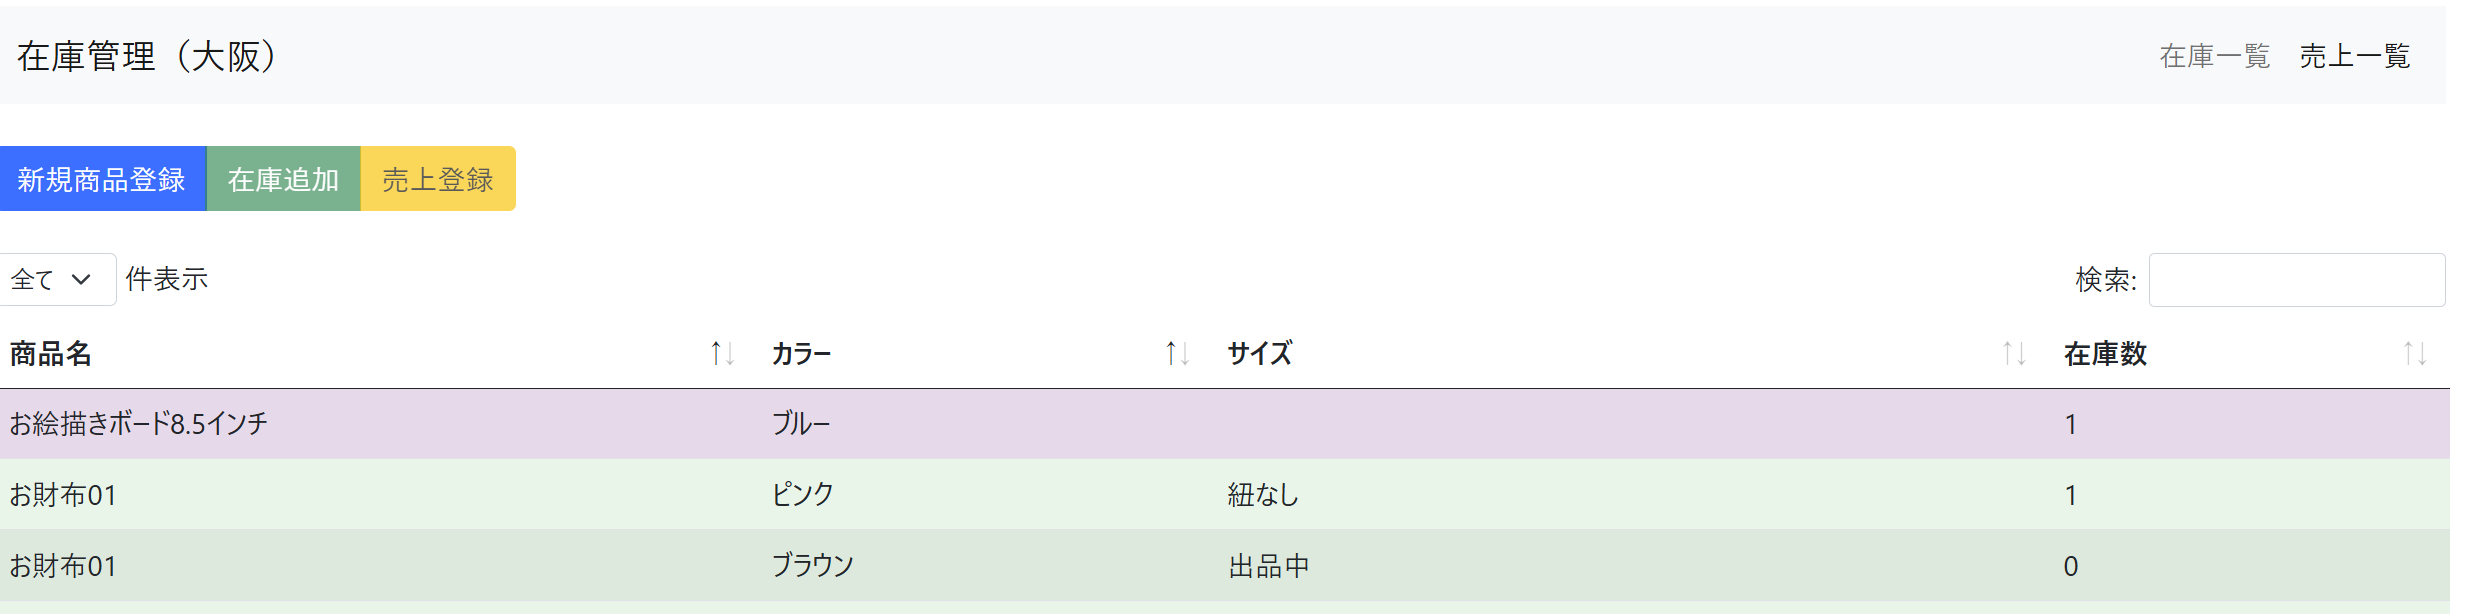 在庫管理（大阪） 在庫一覧 売上一覧
新規商品登録 在庫追加 売上登録
全て 件表示 検索:
商品名 カラー サイズ 在庫数
お絵描きボード8.5インチ ブルー 1
お財布01 ピンク 紐なし 1
お財布01 ブラウン 出品中 0